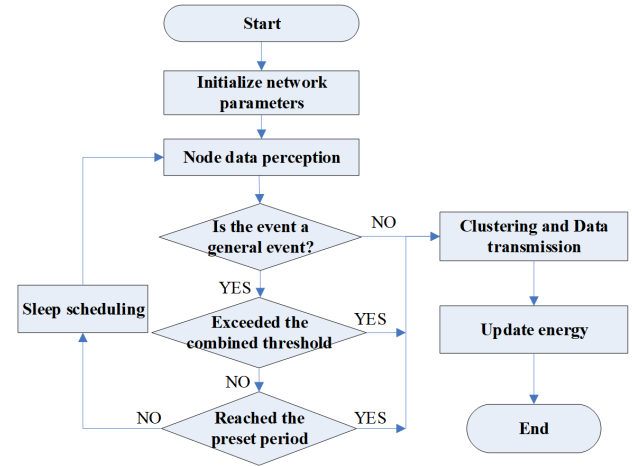 Start
Initialize network
parameters
Node data perception
Is the event a
general event?
NO
Clustering and Data
transmission
YES
Sleep scheduling
Exceeded the
combined threshold
YES
Update energy
NO
NO
Reached the
preset period
YES
End